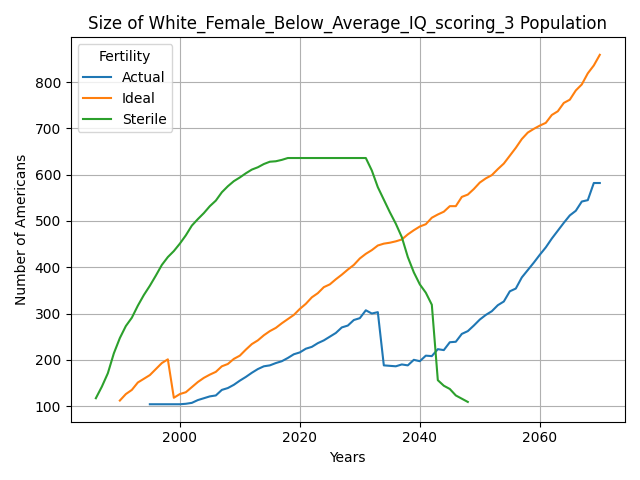 Size of White_Female_Below_Average_IQ_scoring_3 Population
Fertility
Actual
Ideal
Sterile
Number of Americans
800
700
600
500
400
300
200
100
2000
2020
2040
2060
Years